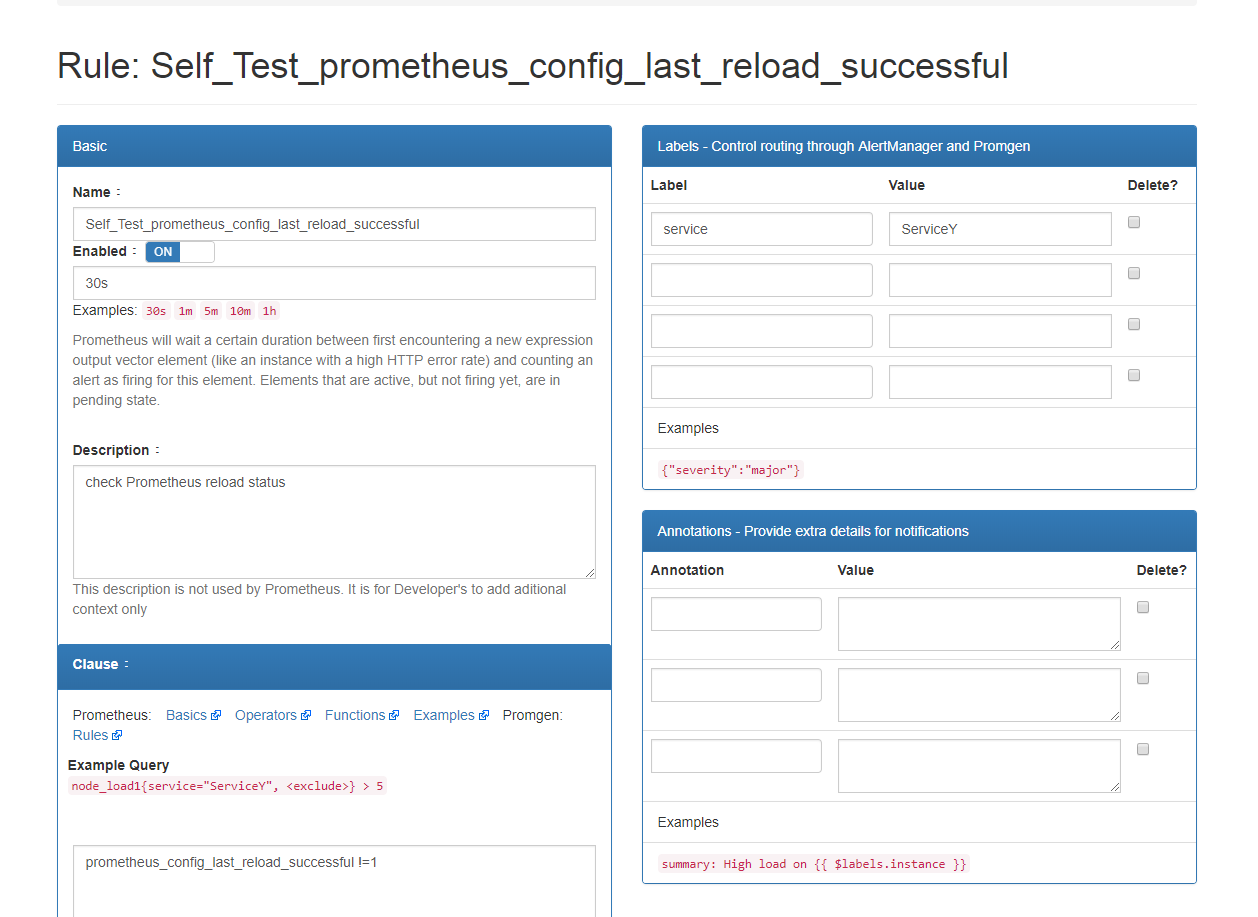 Rule: Self_Test_prometheus_config_last_reload_successful
Basic
Name :
Self_Test_prometheus_config_last_reload_successful
Enabled : ON
30s
Examples: 30s 1m 5m 10m 1h
Prometheus will wait a certain duration between first encountering a new expression
output vector element (like an instance with a high HTTP error rate) and counting an
alert as firing for this element. Elements that are active, but not firing yet, are in
pending state.
Description :
check Prometheus reload status
This description is not used by Prometheus. It is for Developer's to add aditional
context only
Clause :
Prometheus: Basics Operators Functions Examples Promgen:
Rules
Example Query
node_load1{service="ServiceY", <exclude>} > 5
prometheus_config_last_reload_successful !=1
Labels - Control routing through AlertManager and Promgen
Label Value Delete?
service ServiceY
Examples
{"severity":"major"}
Annotations - Provide extra details for notifications
Annotation Value Delete?
Examples
summary: High load on {{ $labels.instance }}